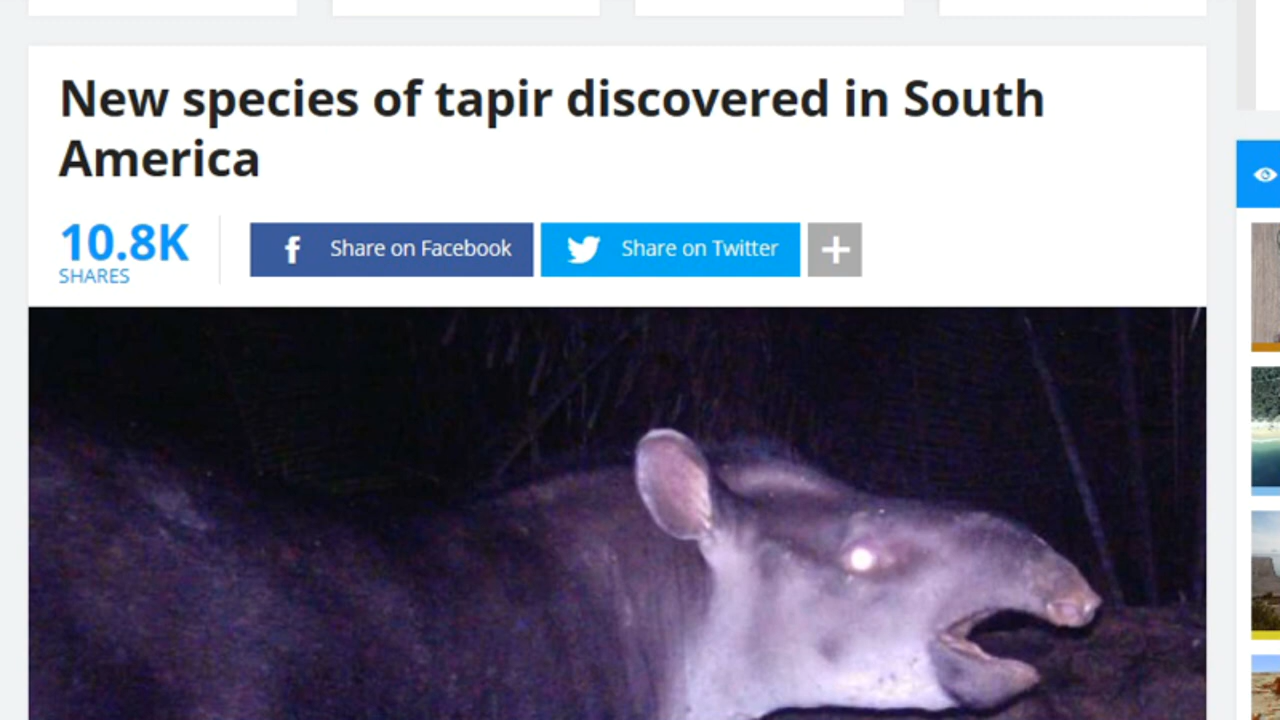 New species of tapir discovered in South
America
10.8K
SHARES
Share on Facebook
Share on Twitter